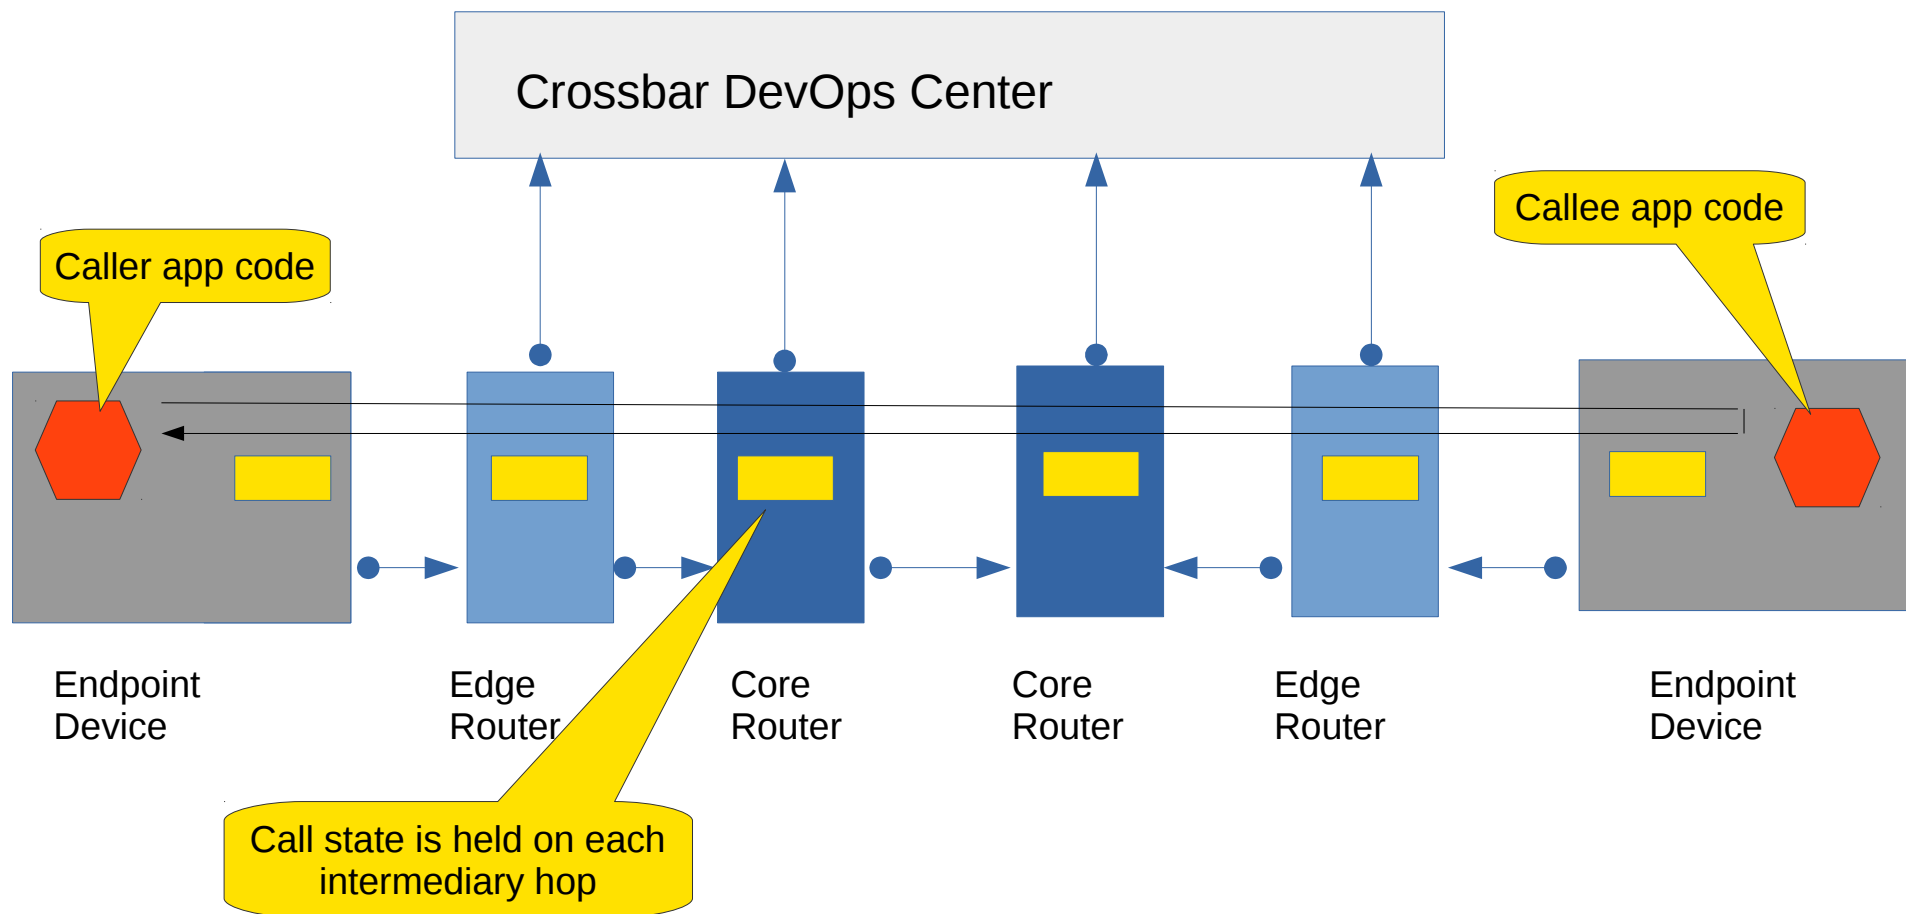 Crossbar DevOps Center
Callee app code
Caller app code
Endpoint
Device
Edge
Router
Core
Router
Core
Router
Edge
Router
Endpoint
Device
Call state is held on each
intermediary hop